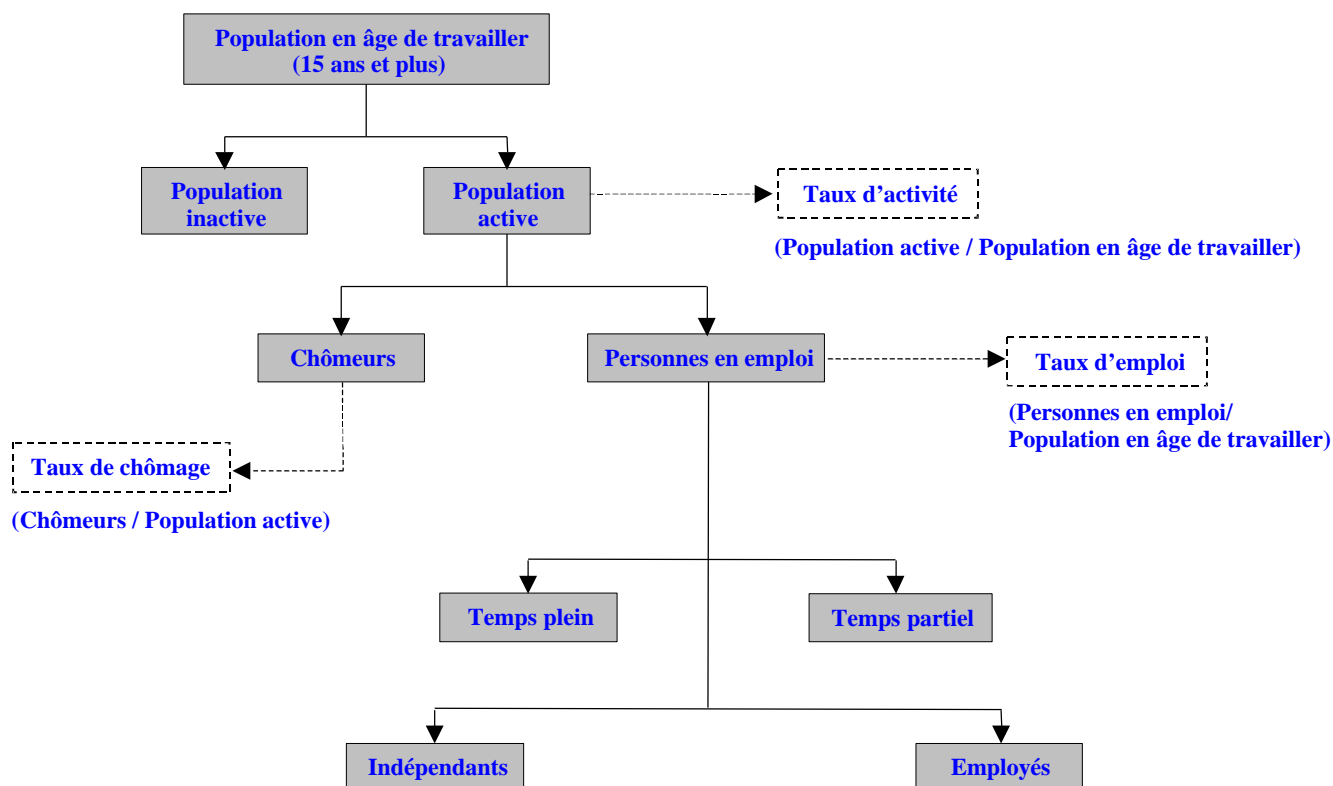 Population en âge de travailler
(15 ans et plus)
Population
inactive
Population
active
Taux d’activité
(Population active / Population en âge de travailler)
Chômeurs
Personnes en emploi
Taux d’emploi
(Personnes en emploi/
Population en âge de travailler)
Taux de chômage
(Chômeurs / Population active)
Temps plein
Temps partiel
Indépendants
Employés